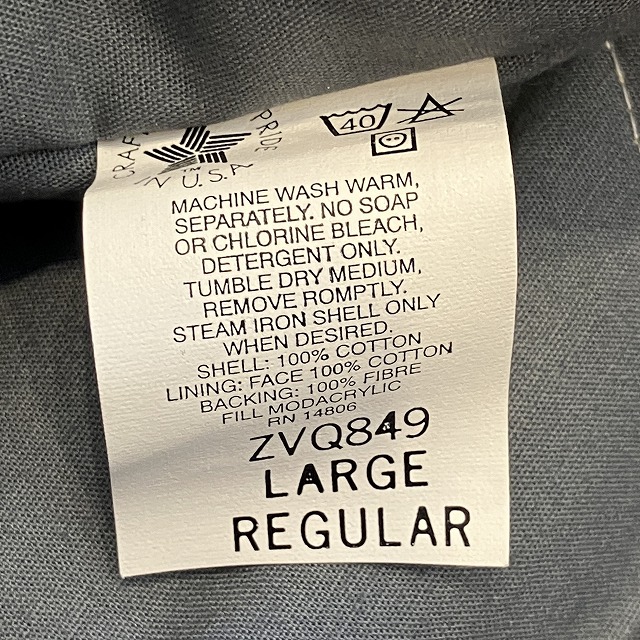 CRAFTED
PRIDE
IN U.S.A
40
MACHINE WASH WARM,
SEPARATELY. NO SOAP
OR CHLORINE BLEACH,
DETERGENT ONLY.
TUMBLE DRY MEDIUM,
REMOVE ROMPTLY.
STEAM IRON SHELL ONLY
WHEN DESIRED.
SHELL: 100% COTTON
LINING: FACE 100% COTTON
BACKING: 100% FIBRE
FILL MODACRYLIC
RN 14806
ZVQ849
LARGE
REGULAR